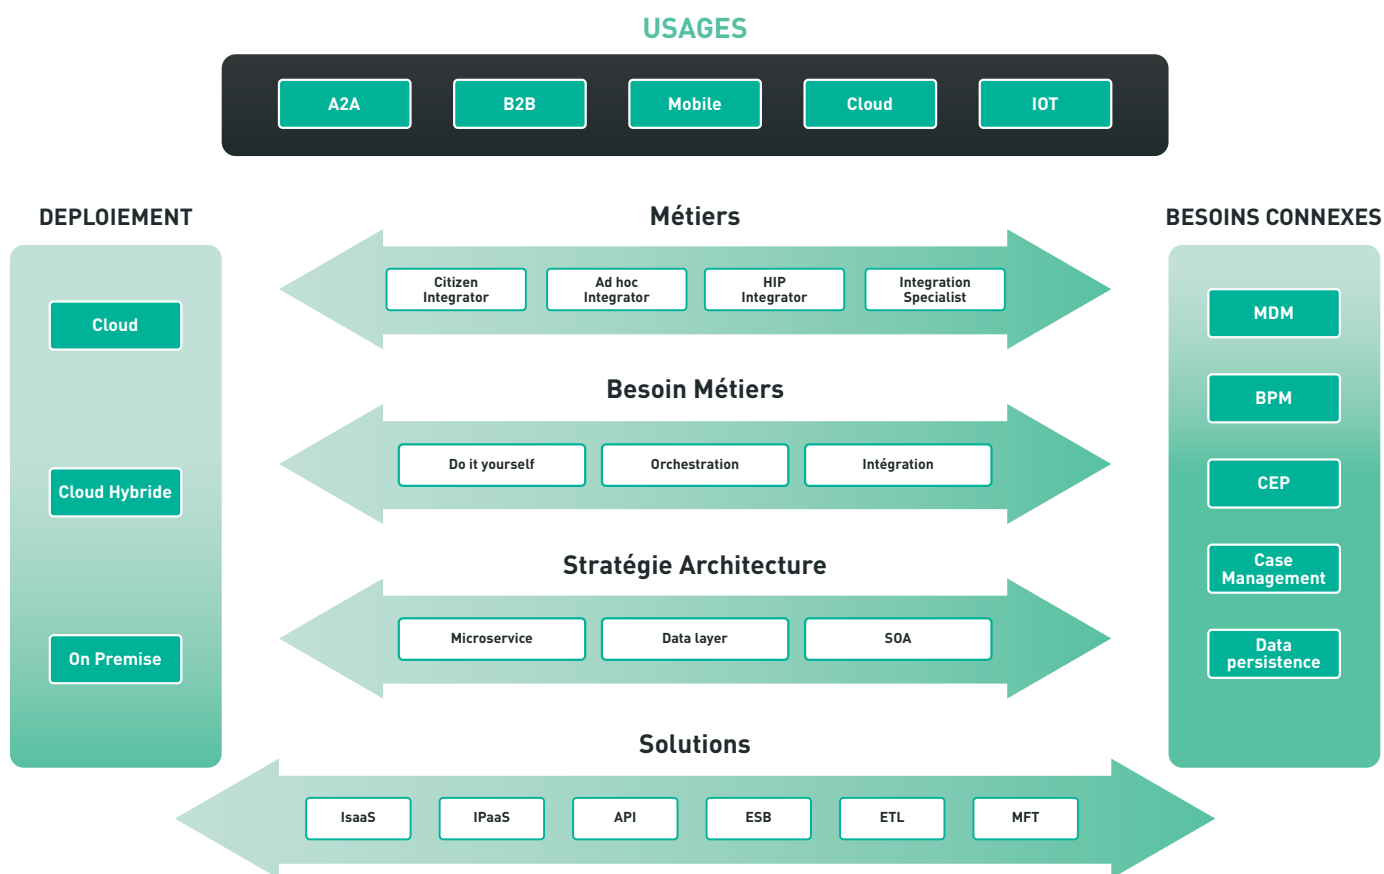 USAGES
A2A
B2B
Mobile
Cloud
IOT
DEPLOIEMENT
Cloud
Cloud Hybride
On Premise
Métiers
Citizen
Integrator
Ad hoc
Integrator
HIP
Integrator
Integration
Specialist
Besoin Métiers
Do it yourself
Orchestration
Intégration
Stratégie Architecture
Microservice
Data layer
SOA
Solutions
IsaaS
IPaaS
API
ESB
ETL
MFT
BESOINS CONNEXES
MDM
BPM
CEP
Case
Management
Data
persistence